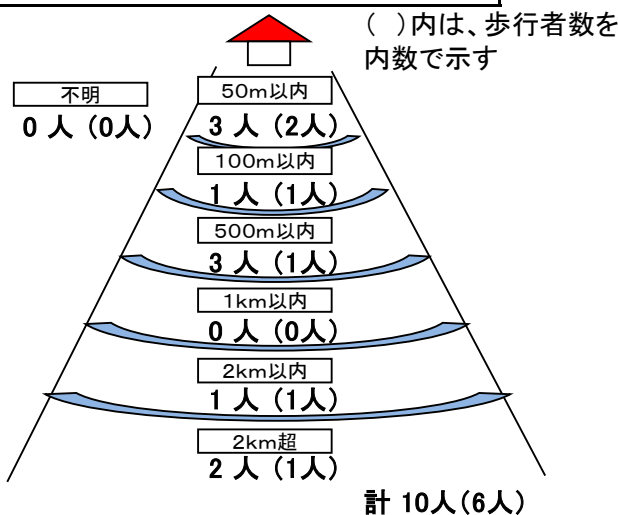 ( )内は、歩行者数を
内数で示す
不明
0 人 (0人)
50m以内
3 人 (2人)
100m以内
1 人 (1人)
500m以内
3 人 (1人)
1km以内
0 人 (0人)
2km以内
1 人 (1人)
2km超
2 人 (1人)
計 10人(6人)